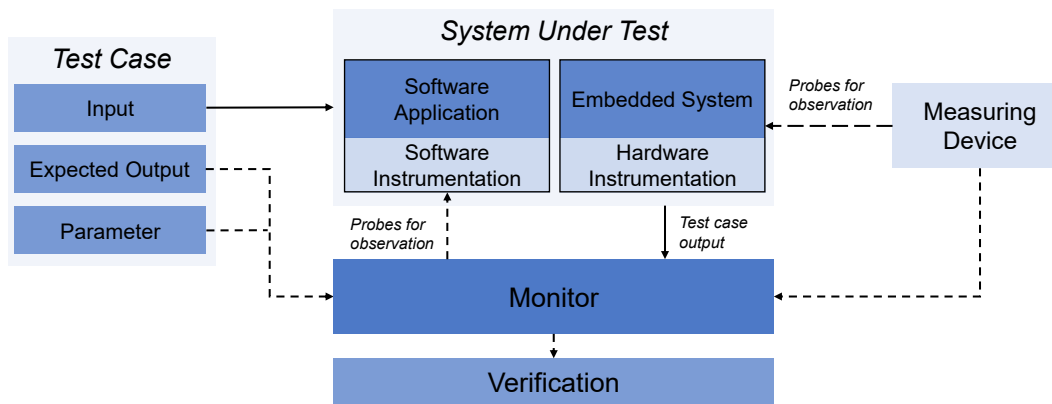 System Under Test
Test Case
Input
Expected Output
Parameter
Software
Application
Software
Instrumentation
Embedded System
Hardware
Instrumentation
Probes for
observation
Measuring
Device
Probes for
observation
Test case
output
Monitor
Verification